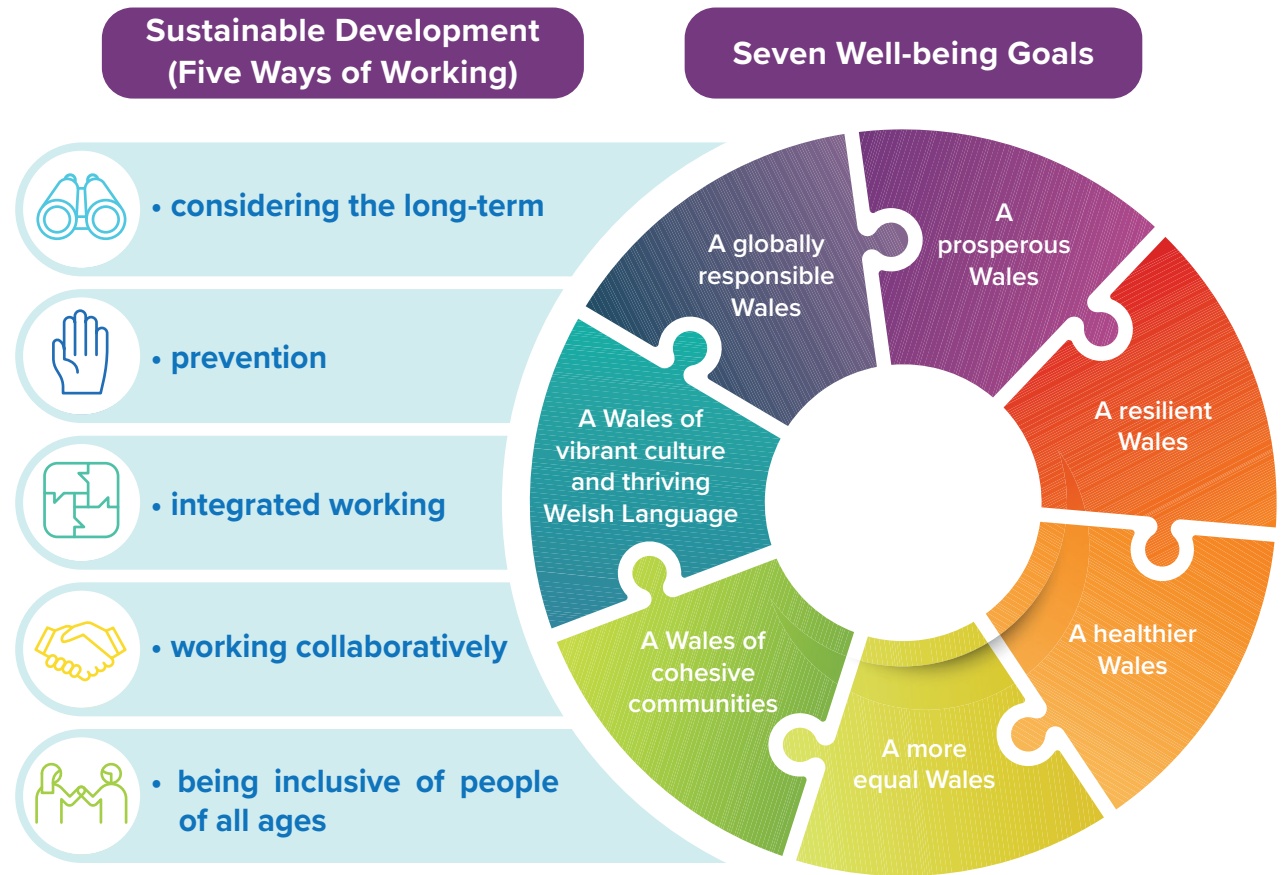 Sustainable Development
(Five Ways of Working)
• considering the long-term
• prevention
• integrated working
• working collaboratively
• being inclusive of people
of all ages
Seven Well-being Goals
A
prosperous
Wales
A resilient
Wales
A healthier
Wales
A more
equal Wales
A Wales of
cohesive
communities
A Wales of
vibrant culture
and thriving
Welsh Language
A globally
responsible
Wales